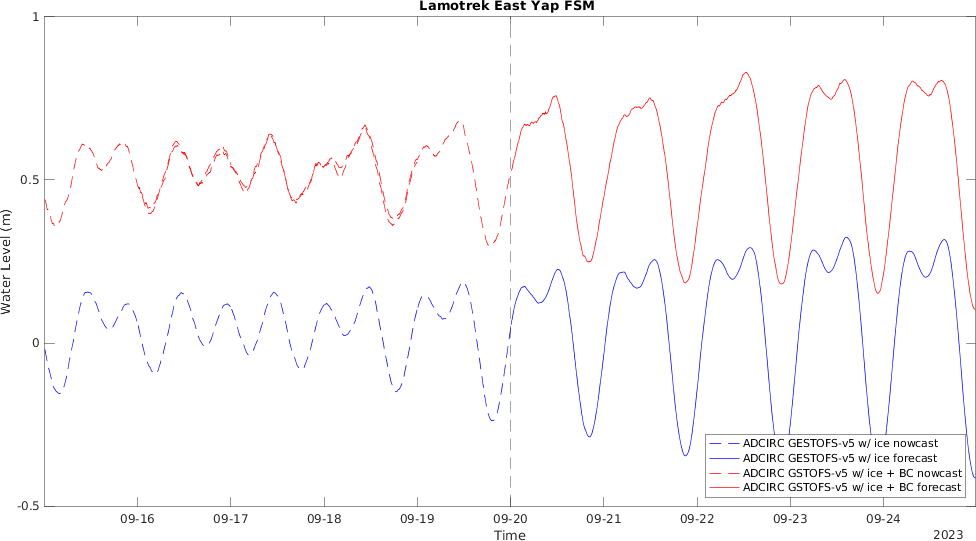 Lamotrek East Yap FSM
1
0.5
0
-0.5
Water Level (m)
09-16 09-17 09-18 09-19 09-20 09-21 09-22 09-23 09-24
Time
2023
ADCIRC GESTOFS-v5 w/ ice nowcast
ADCIRC GESTOFS-v5 w/ ice forecast
ADCIRC GSTOFS-v5 w/ ice + BC nowcast
ADCIRC GSTOFS-v5 w/ ice + BC forecast